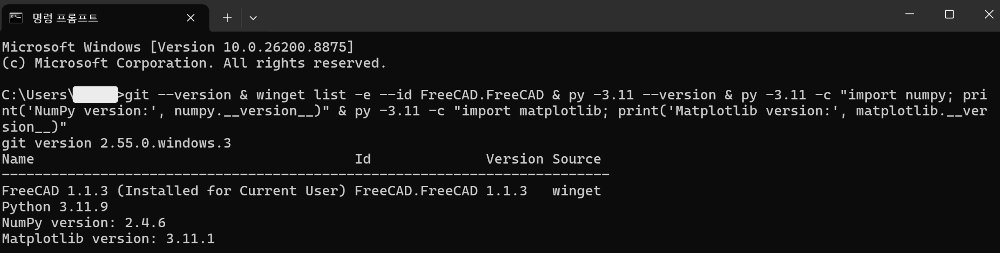 명령 프롬프트
Microsoft Windows [Version 10.0.26200.8875]
(c) Microsoft Corporation. All rights reserved.
C:\Users\>git --version & winget list -e --id FreeCAD.FreeCAD & py -3.11 --version & py -3.11 -c "import numpy; pri
nt('NumPy version:', numpy.__version__)" & py -3.11 -c "import matplotlib; print('Matplotlib version:', matplotlib.__ver
sion__)"
git version 2.55.0.windows.3
Name Id Version Source
--------------------------------------------------------------------------
FreeCAD 1.1.3 (Installed for Current User) FreeCAD.FreeCAD 1.1.3 winget
Python 3.11.9
NumPy version: 2.4.6
Matplotlib version: 3.11.1